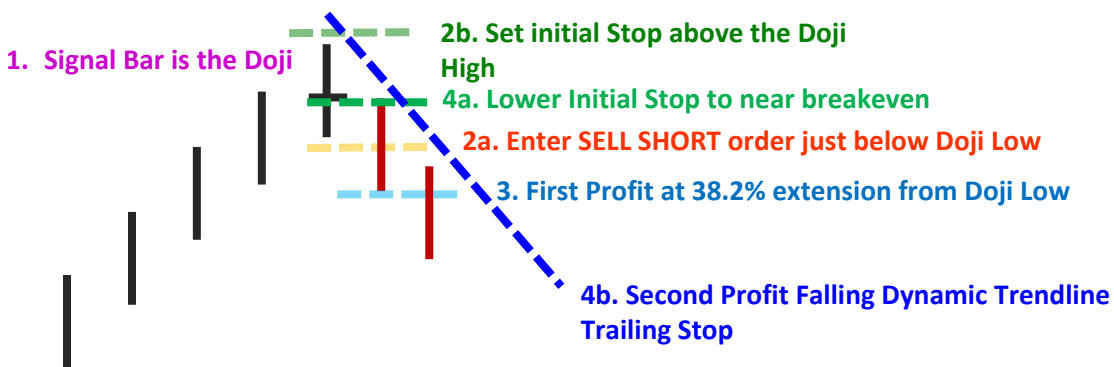 1. Signal Bar is the Doji
2b. Set initial Stop above the Doji
High
4a. Lower Initial Stop to near breakeven
2a. Enter SELL SHORT order just below Doji Low
3. First Profit at 38.2% extension from Doji Low
4b. Second Profit Falling Dynamic Trendline
Trailing Stop